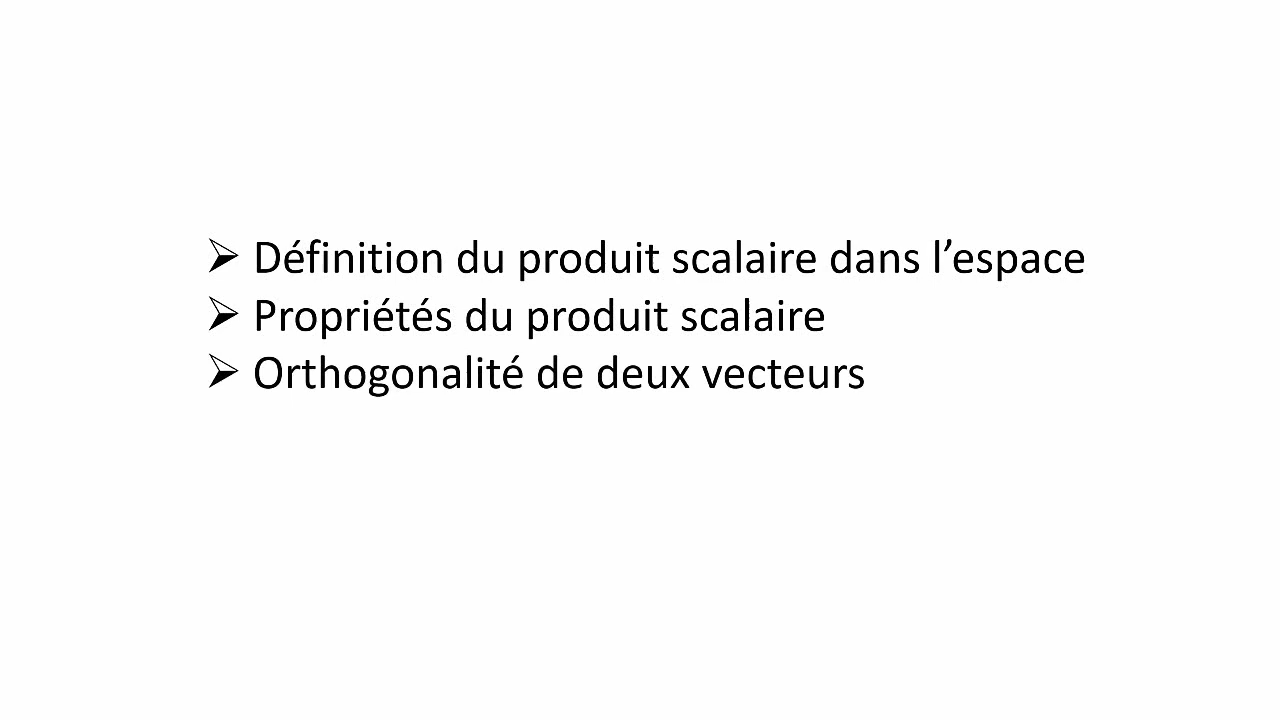 ➢ Définition du produit scalaire dans l’espace
➢ Propriétés du produit scalaire
➢ Orthogonalité de deux vecteurs